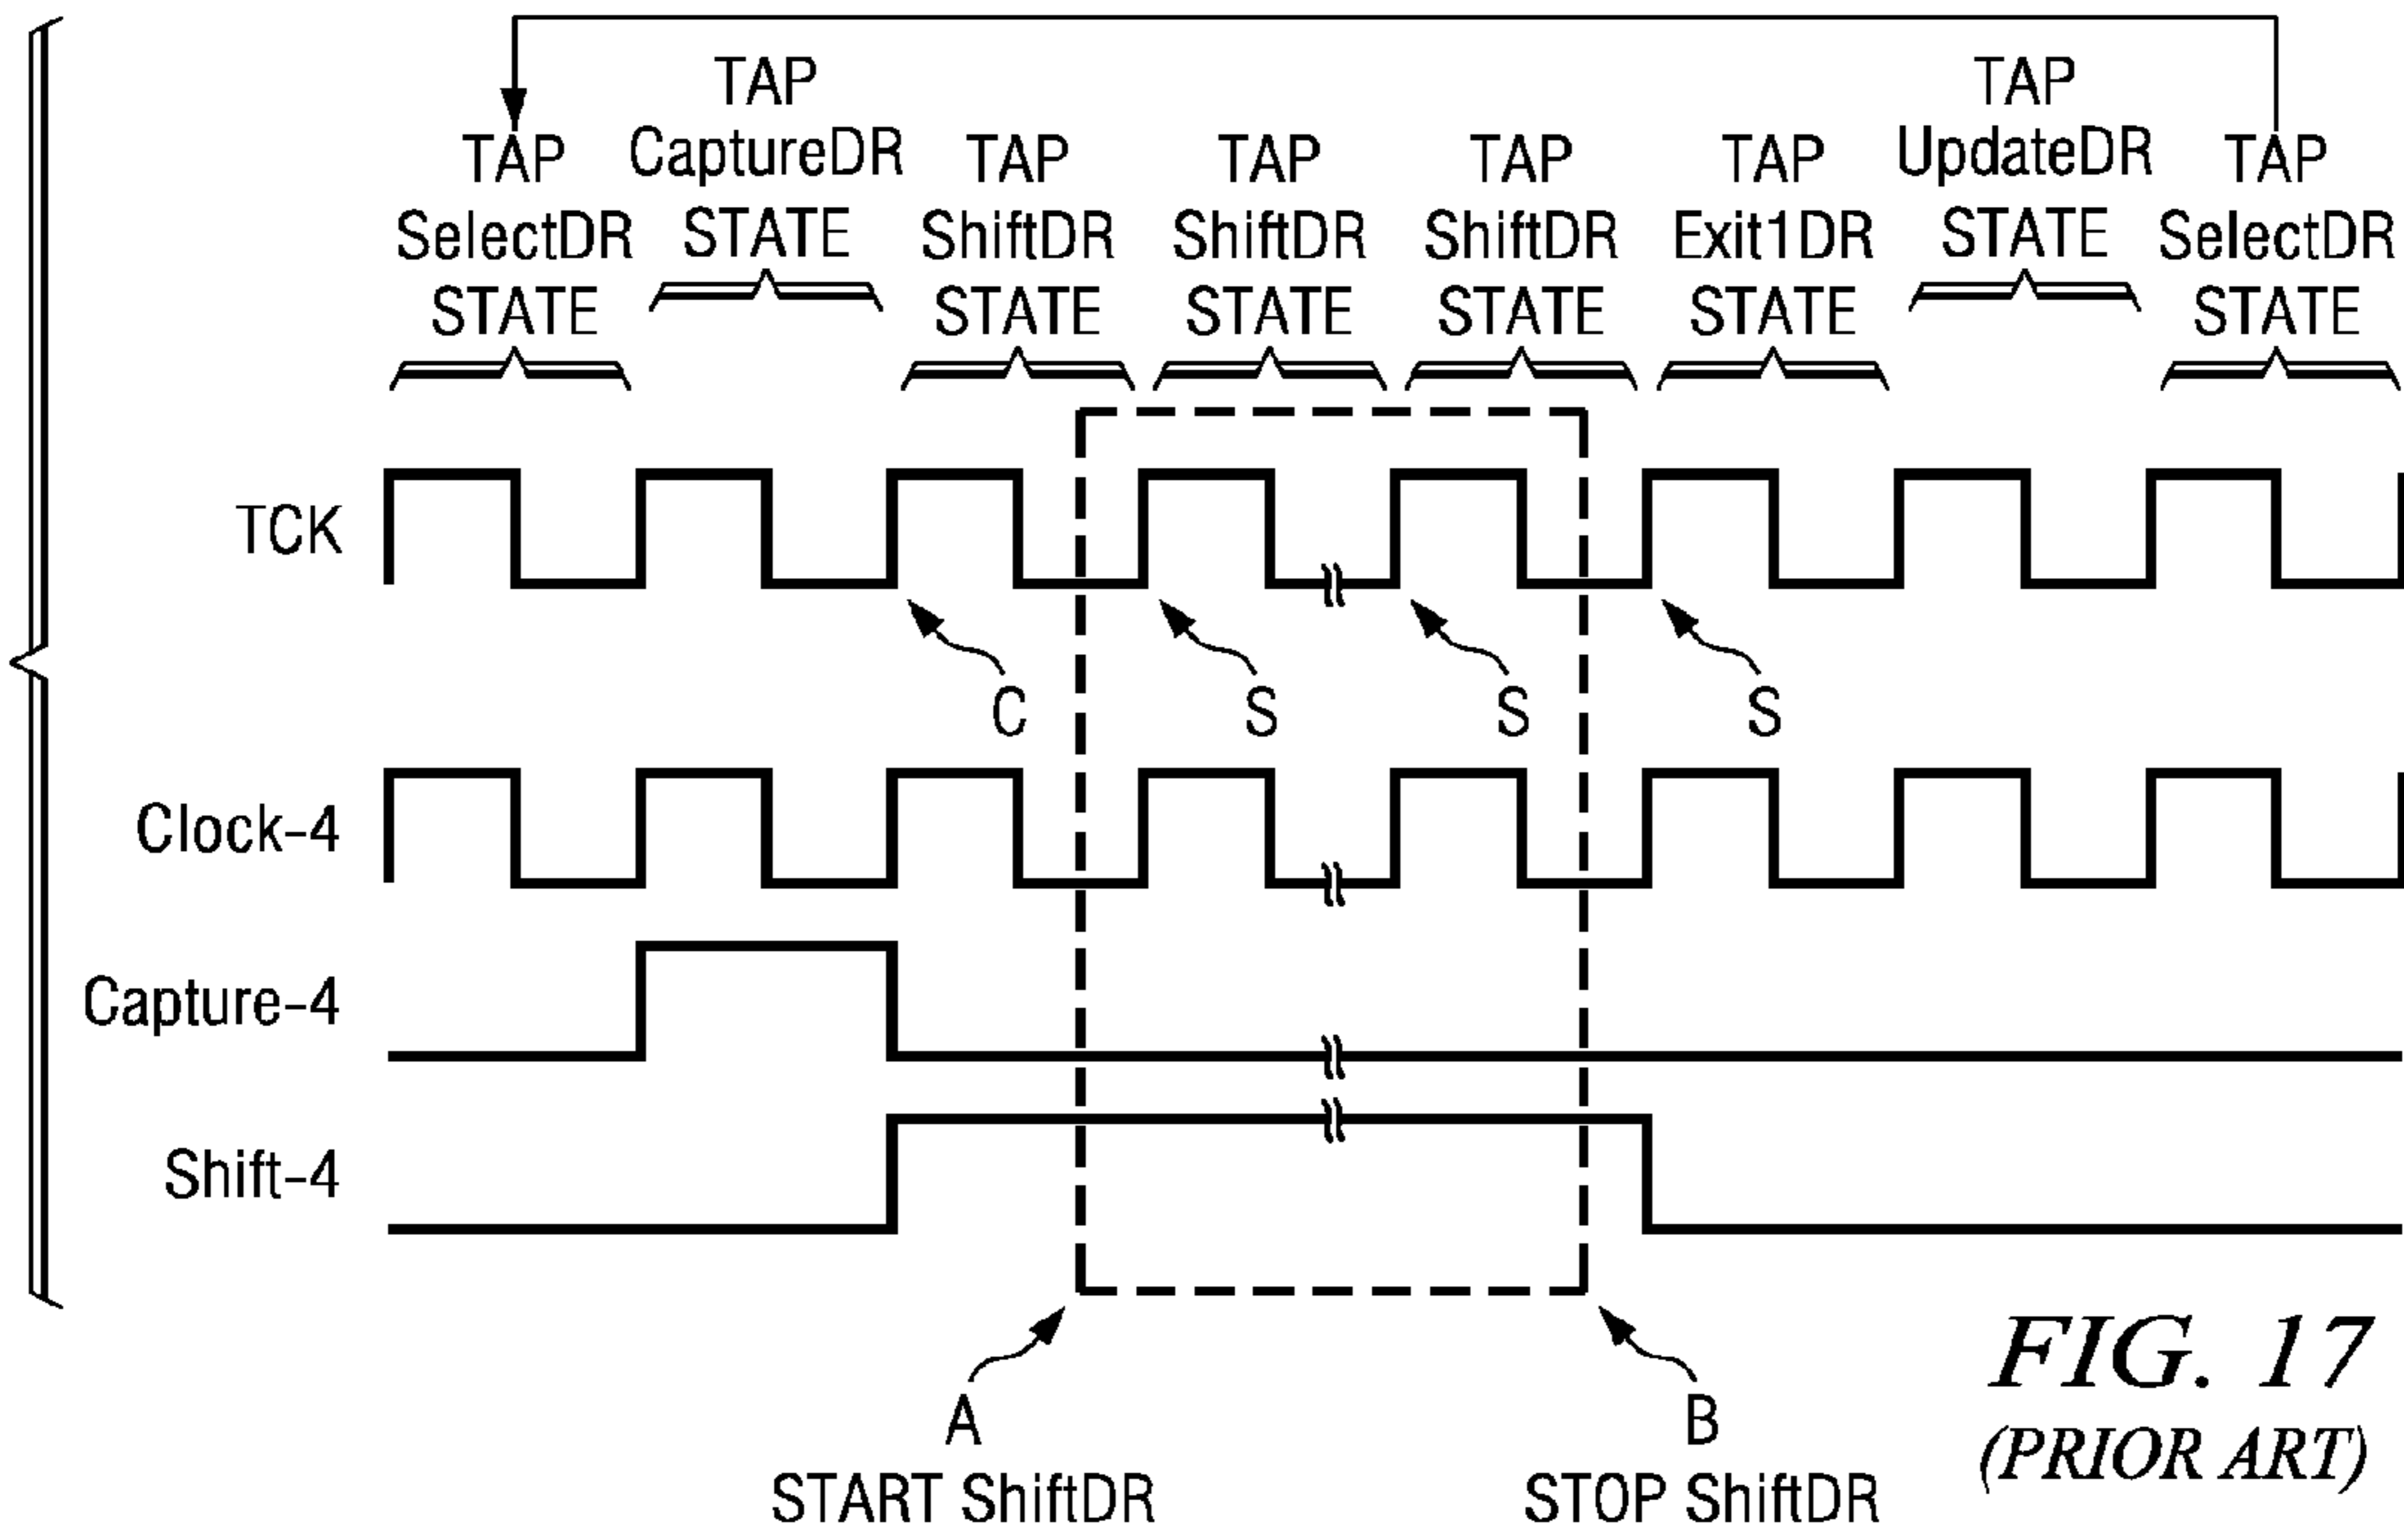 TAP
SelectDR
STATE
TAP
CaptureDR
STATE
TAP
ShiftDR
STATE
TAP
ShiftDR
STATE
TAP
ShiftDR
STATE
TAP
Exit1DR
STATE
TAP
UpdateDR
STATE
TAP
SelectDR
STATE
TCK
C
S
S
S
Clock-4
Capture-4
Shift-4
A
START ShiftDR
B
STOP ShiftDR
FIG. 17
(PRIOR ART)